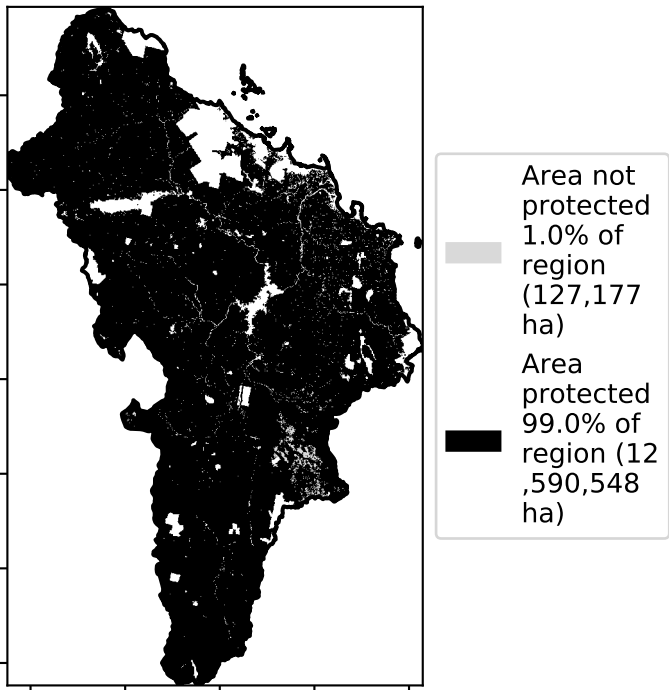 Area not
protected
1.0% of
region
(127,177
ha)
Area
protected
99.0% of
region (12
,590,548
ha)